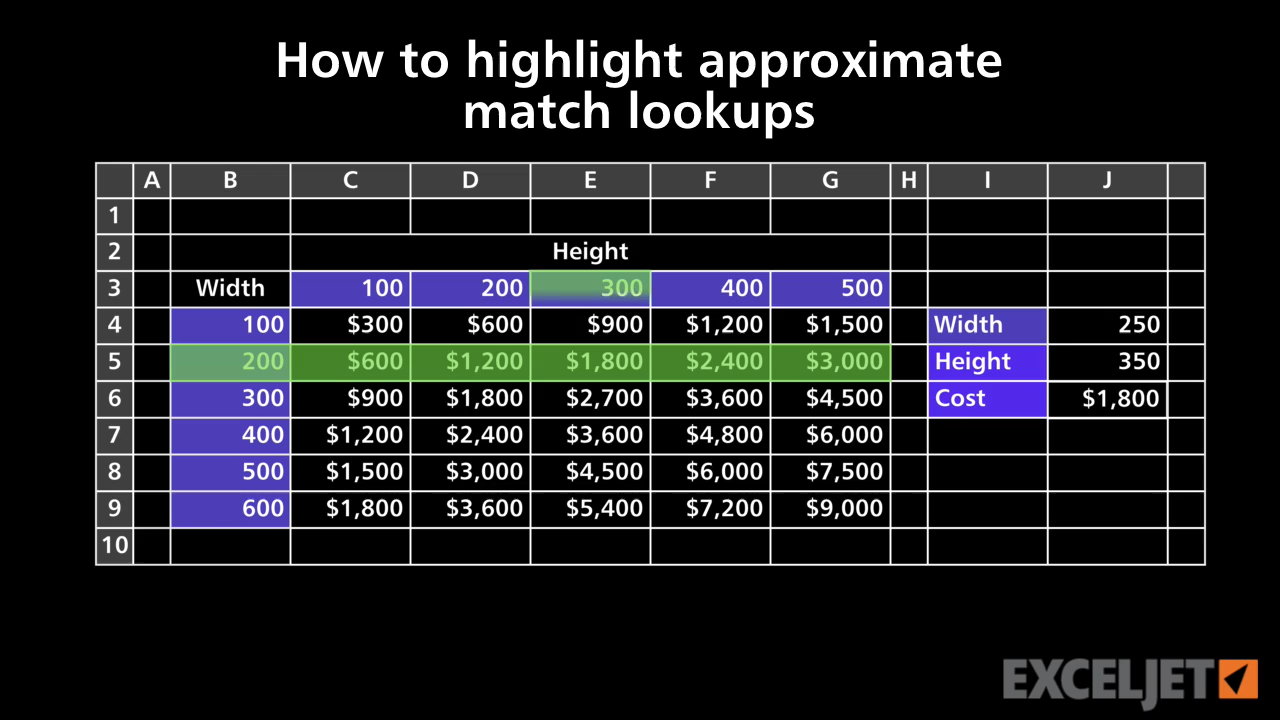 How to highlight approximate
match lookups
A B C D E F G H I J
1
2 Height
3 Width 100 200 300 400 500
4 100 $300 $600 $900 $1,200 $1,500 Width 250
5 200 $600 $1,200 $1,800 $2,400 $3,000 Height 350
6 300 $900 $1,800 $2,700 $3,600 $4,500 Cost $1,800
7 400 $1,200 $2,400 $3,600 $4,800 $6,000
8 500 $1,500 $3,000 $4,500 $6,000 $7,500
9 600 $1,800 $3,600 $5,400 $7,200 $9,000
10
EXCELJET